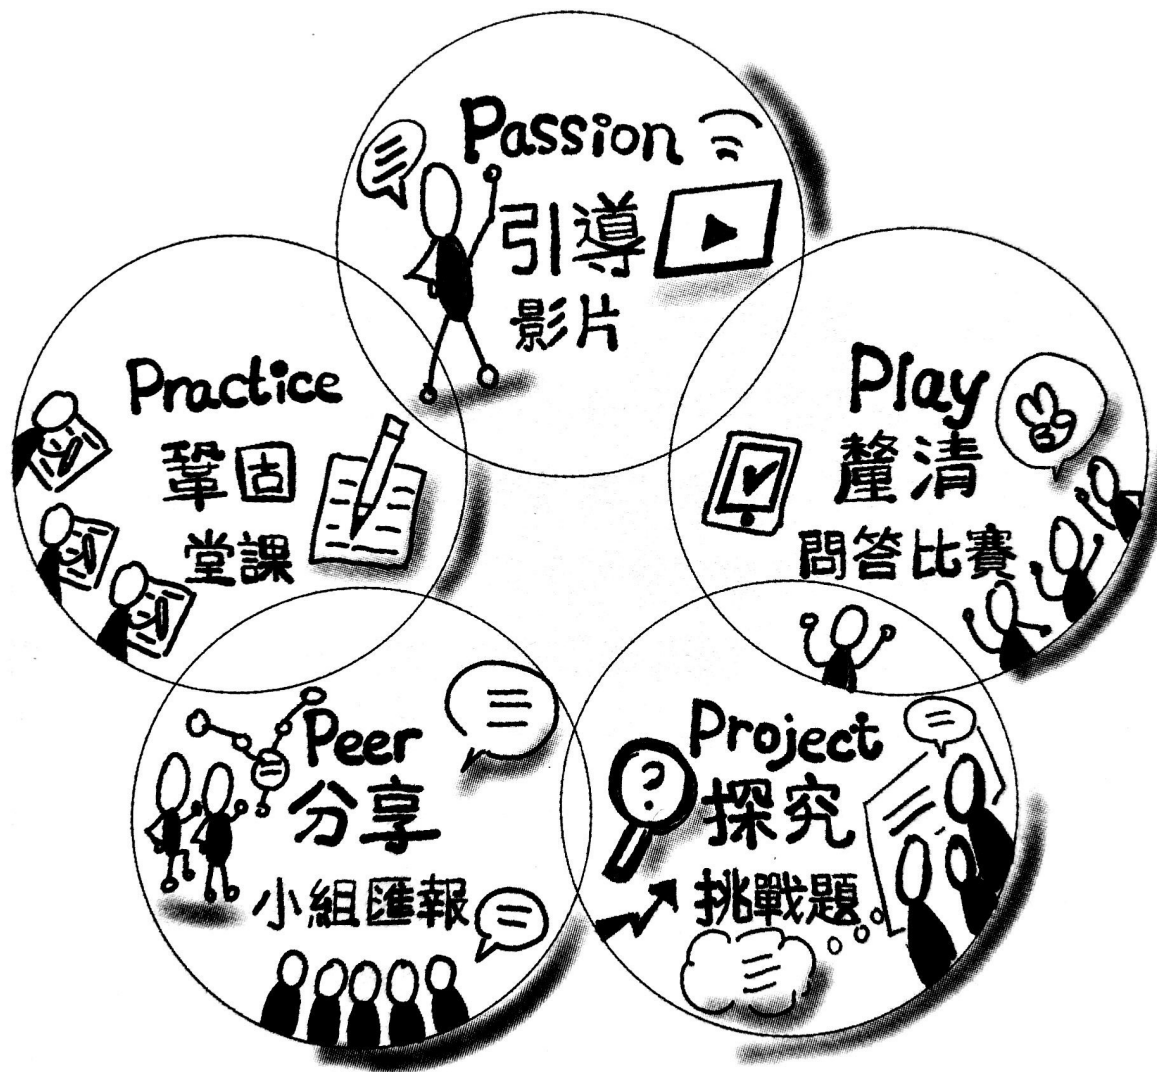 Passion
引導
影片
Play
釐清
問答比賽
Project
探究
挑戰題
Peer
分享
小組匯報
Practice
鞏固
堂課
?